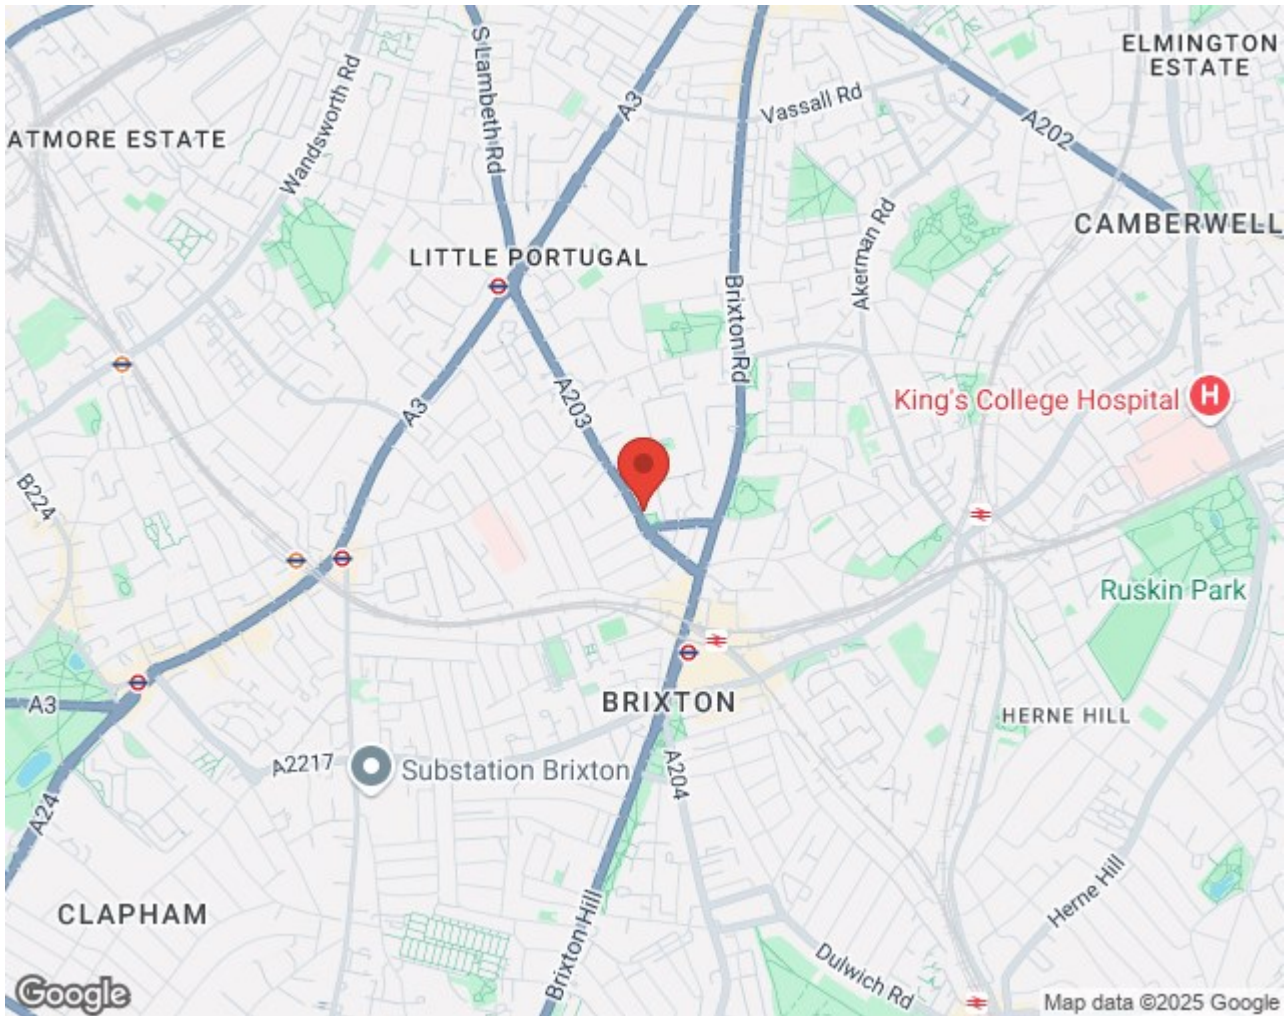 S Lambeth Rd
A3
Vassall Rd
ELMINGTON
ESTATE
A202
ATMORE ESTATE
Wandsworth Rd
Akerman Rd
CAMBERWELL
LITTLE PORTUGAL
Brixton Rd
A203
A3
King's College Hospital
H
B224
Ruskin Park
BRIXTON
A3
HERNE HILL
A2217
Substation Brixton
A204
A24
Herne Hill
CLAPHAM
Brixton Hill
Dulwich Rd
Google
Map data ©2025 Google